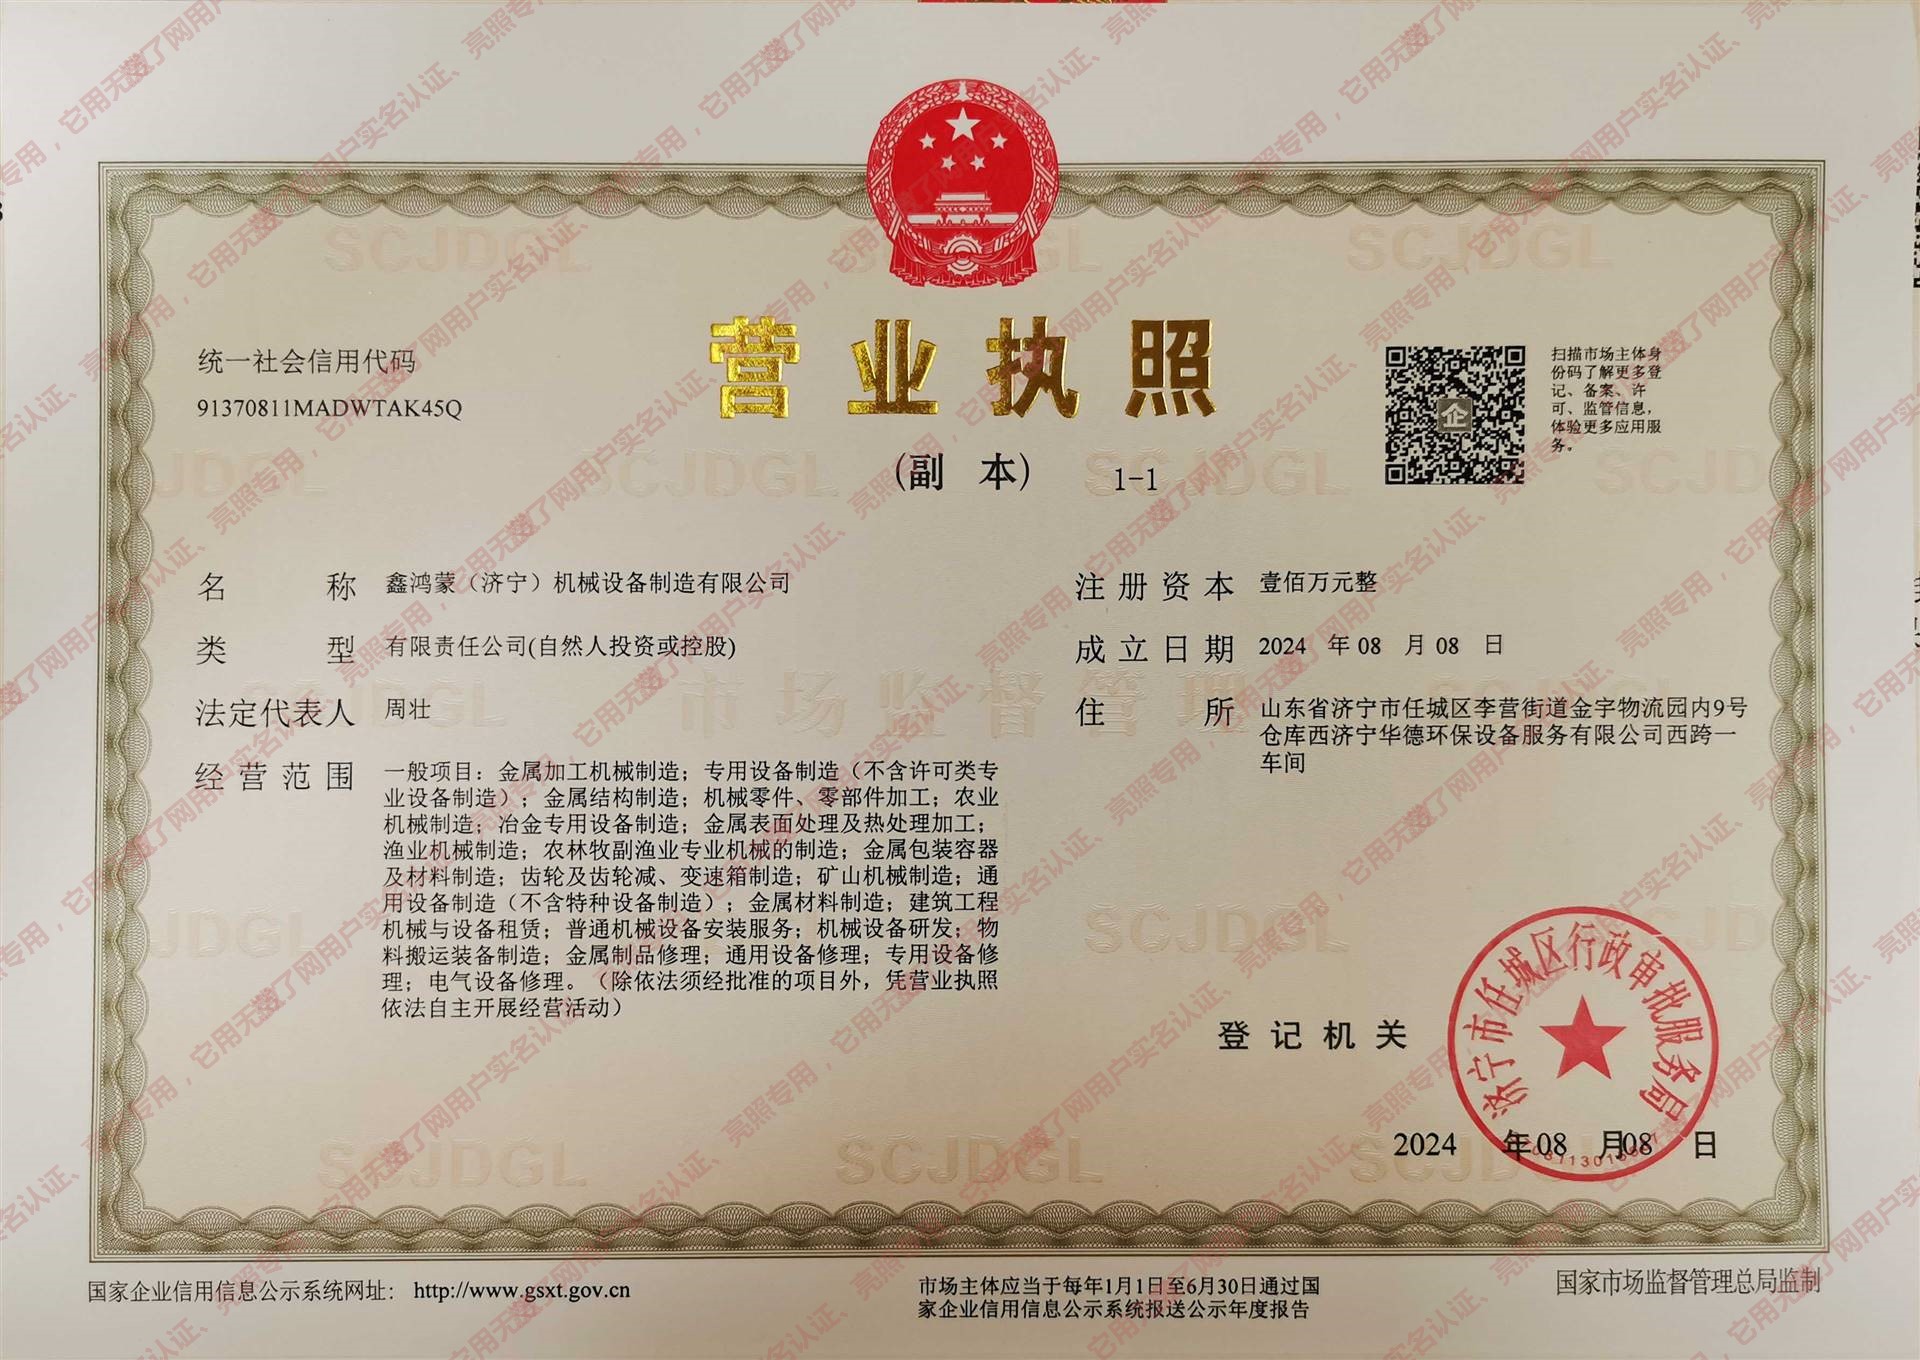 营业执照
(副 本) 1-1
统一社会信用代码
91370811MADWTAK45Q
扫描市场主体身
份码了解更多登
记、备案、许
可、监管信息，
体验更多应用服
务。
名 称 鑫鸿蒙（济宁）机械设备制造有限公司
类 型 有限责任公司(自然人投资或控股)
法定代表人 周壮
经营范围 一般项目：金属加工机械制造；专用设备制造（不含许可类专
业设备制造）；金属结构制造；机械零件、零部件加工；农业
机械制造；冶金专用设备制造；金属表面处理及热处理加工；
渔业机械制造；农林牧副渔业专业机械的制造；金属包装容器
及材料制造；齿轮及齿轮减、变速箱制造；矿山机械制造；通
用设备制造（不含特种设备制造）；金属材料制造；建筑工程
机械与设备租赁；普通机械设备安装服务；机械设备研发；物
料搬运装备制造；金属制品修理；通用设备修理；专用设备修
理；电气设备修理。（除依法须经批准的项目外，凭营业执照
依法自主开展经营活动）
注册资本 壹佰万元整
成立日期 2024 年 08 月 08 日
住 所 山东省济宁市任城区李营街道金宇物流园内9号
仓库西济宁华德环保设备服务有限公司西跨一
车间
登记机关
济宁市任城区行政审批服务局
2024 年 08 月 08 日
国家企业信用信息公示系统网址： http://www.gsxt.gov.cn
市场主体应当于每年1月1日至6月30日通过国
家企业信用信息公示系统报送公示年度报告
国家市场监督管理总局监制
SCJDGL
市场监督管理